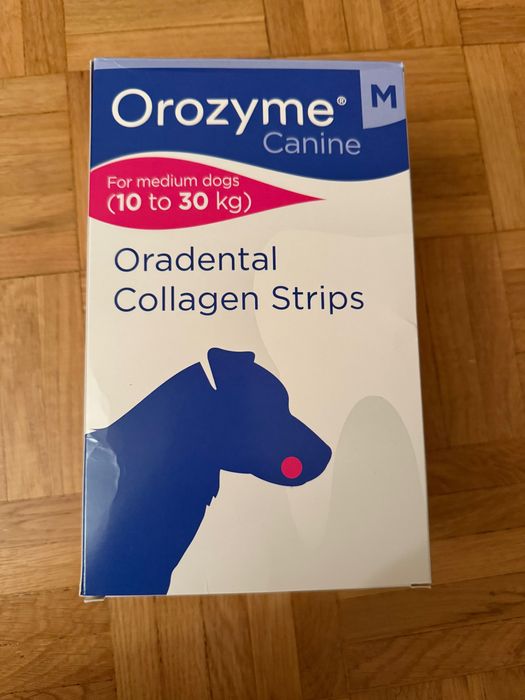 Orozyme®
M
Canine
For medium dogs
(10 to 30 kg)
Oradental
Collagen Strips